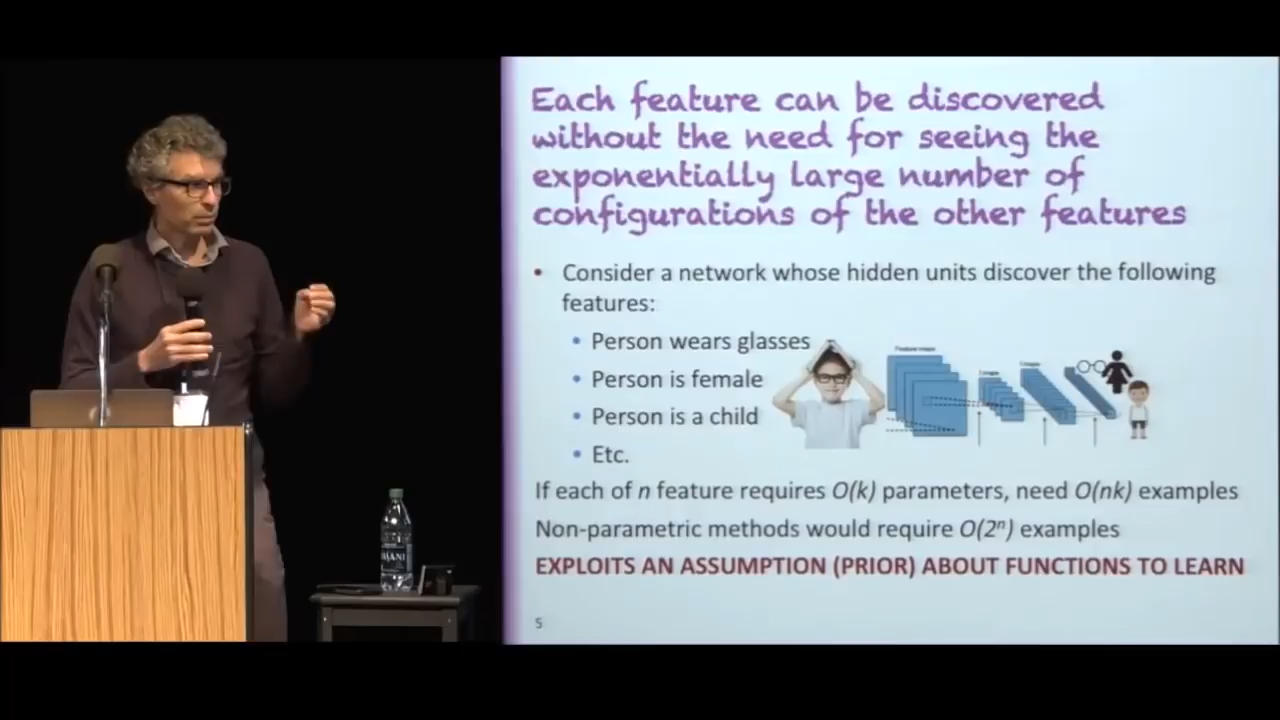 Each feature can be discovered
without the need for seeing the
exponentially large number of
configurations of the other features
• Consider a network whose hidden units discover the following
features:
• Person wears glasses
• Person is female
• Person is a child
• Etc.
If each of n feature requires O(k) parameters, need O(nk) examples
Non-parametric methods would require O(2ⁿ) examples
EXPLOITS AN ASSUMPTION (PRIOR) ABOUT FUNCTIONS TO LEARN
5